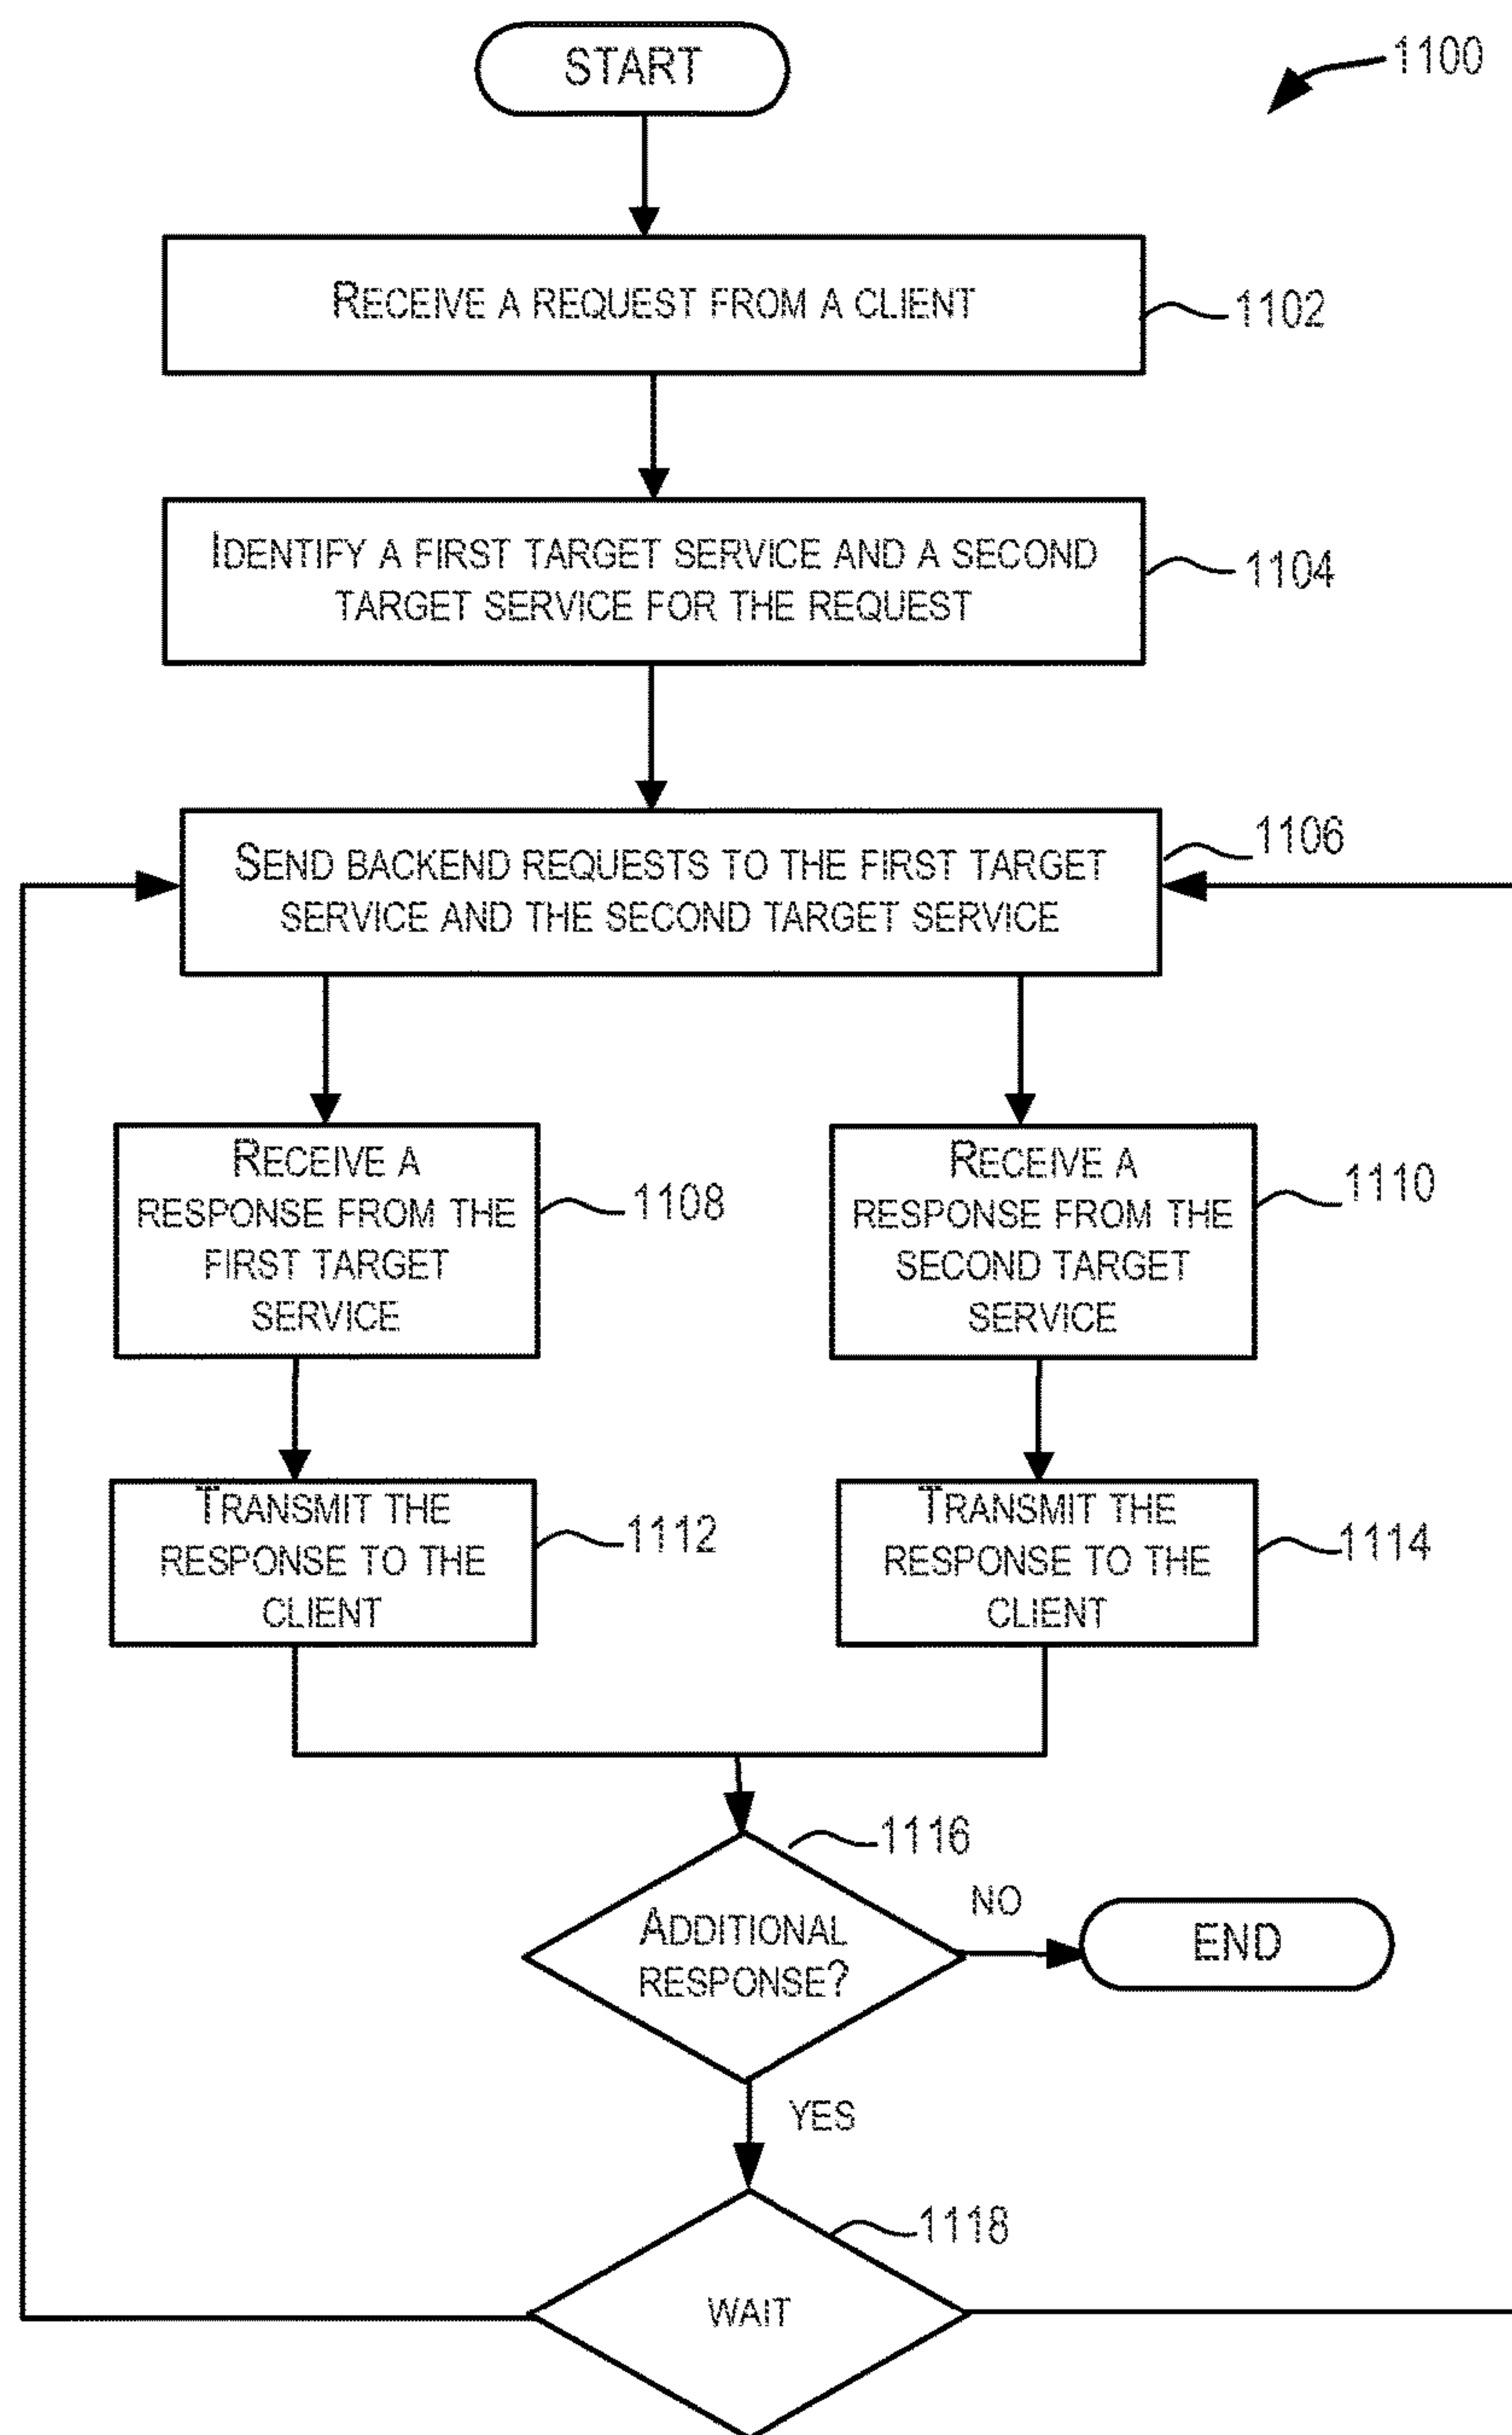 START
1100
RECEIVE A REQUEST FROM A CLIENT
1102
IDENTIFY A FIRST TARGET SERVICE AND A SECOND
TARGET SERVICE FOR THE REQUEST
1104
SEND BACKEND REQUESTS TO THE FIRST TARGET
SERVICE AND THE SECOND TARGET SERVICE
1106
RECEIVE A
RESPONSE FROM THE
FIRST TARGET
SERVICE
1108
RECEIVE A
RESPONSE FROM THE
SECOND TARGET
SERVICE
1110
TRANSMIT THE
RESPONSE TO THE
CLIENT
1112
TRANSMIT THE
RESPONSE TO THE
CLIENT
1114
1116
ADDITIONAL
RESPONSE?
NO
END
YES
1118
WAIT